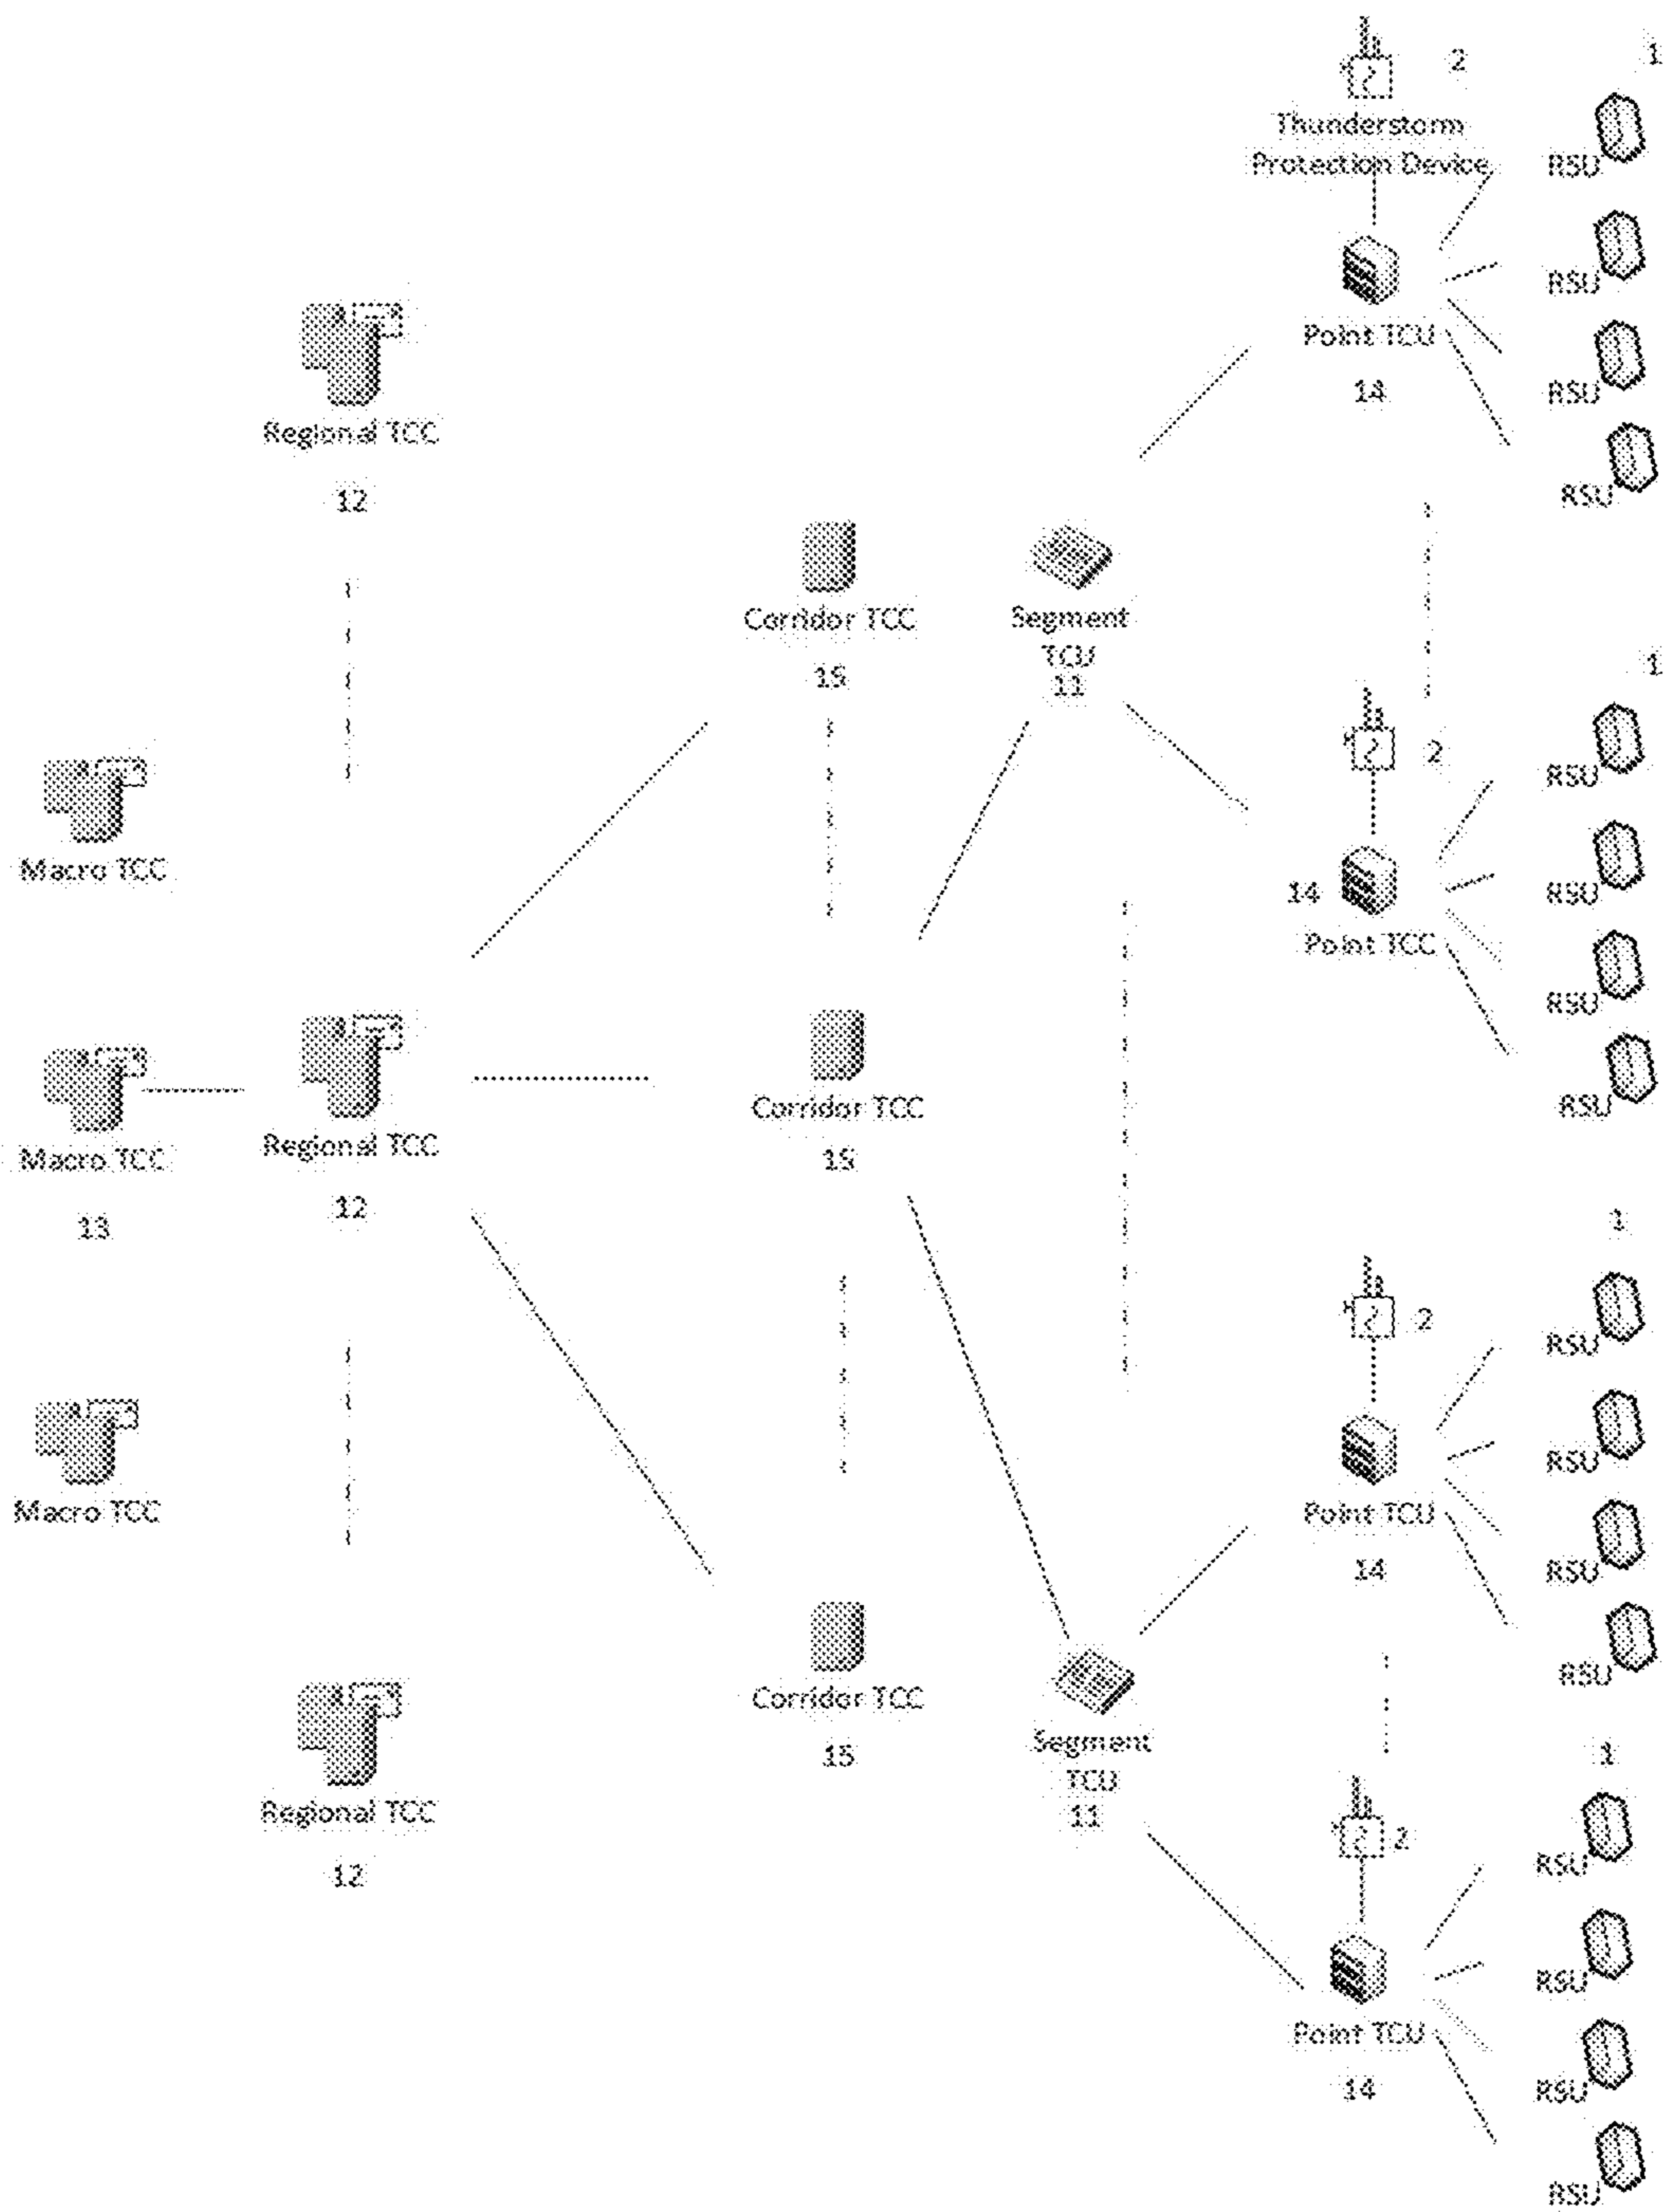 2
1
Thunderstorm
Protection Device
RSU
RSU
Point TCU
RSU
14
Regional TCC
RSU
12
Corridor TCC
Segment
TCU
15
11
1
2
2
RSU
Macro TCC
14
RSU
Point TCC
RSU
Corridor TCC
RSU
Macro TCC
Regional TCC
15
12
13
1
2
2
RSU
RSU
Macro TCC
Point TCU
14
RSU
Corridor TCC
RSU
Segment
TCU
15
11
1
Regional TCC
2
2
12
RSU
RSU
Point TCU
14
RSU
RSU